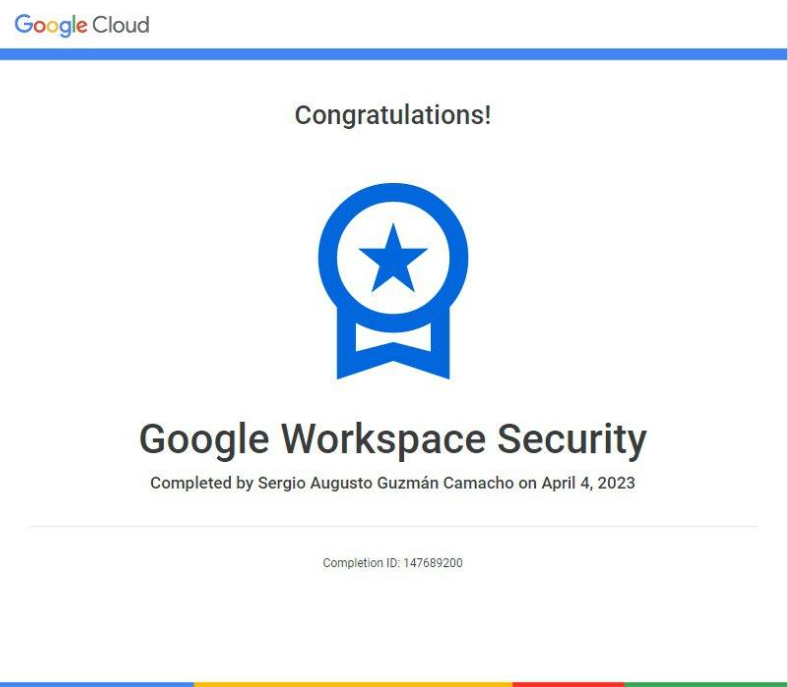 Google Cloud
Congratulations!
Google Workspace Security
Completed by Sergio Augusto Guzmán Camacho on April 4, 2023
Completion ID: 147689200